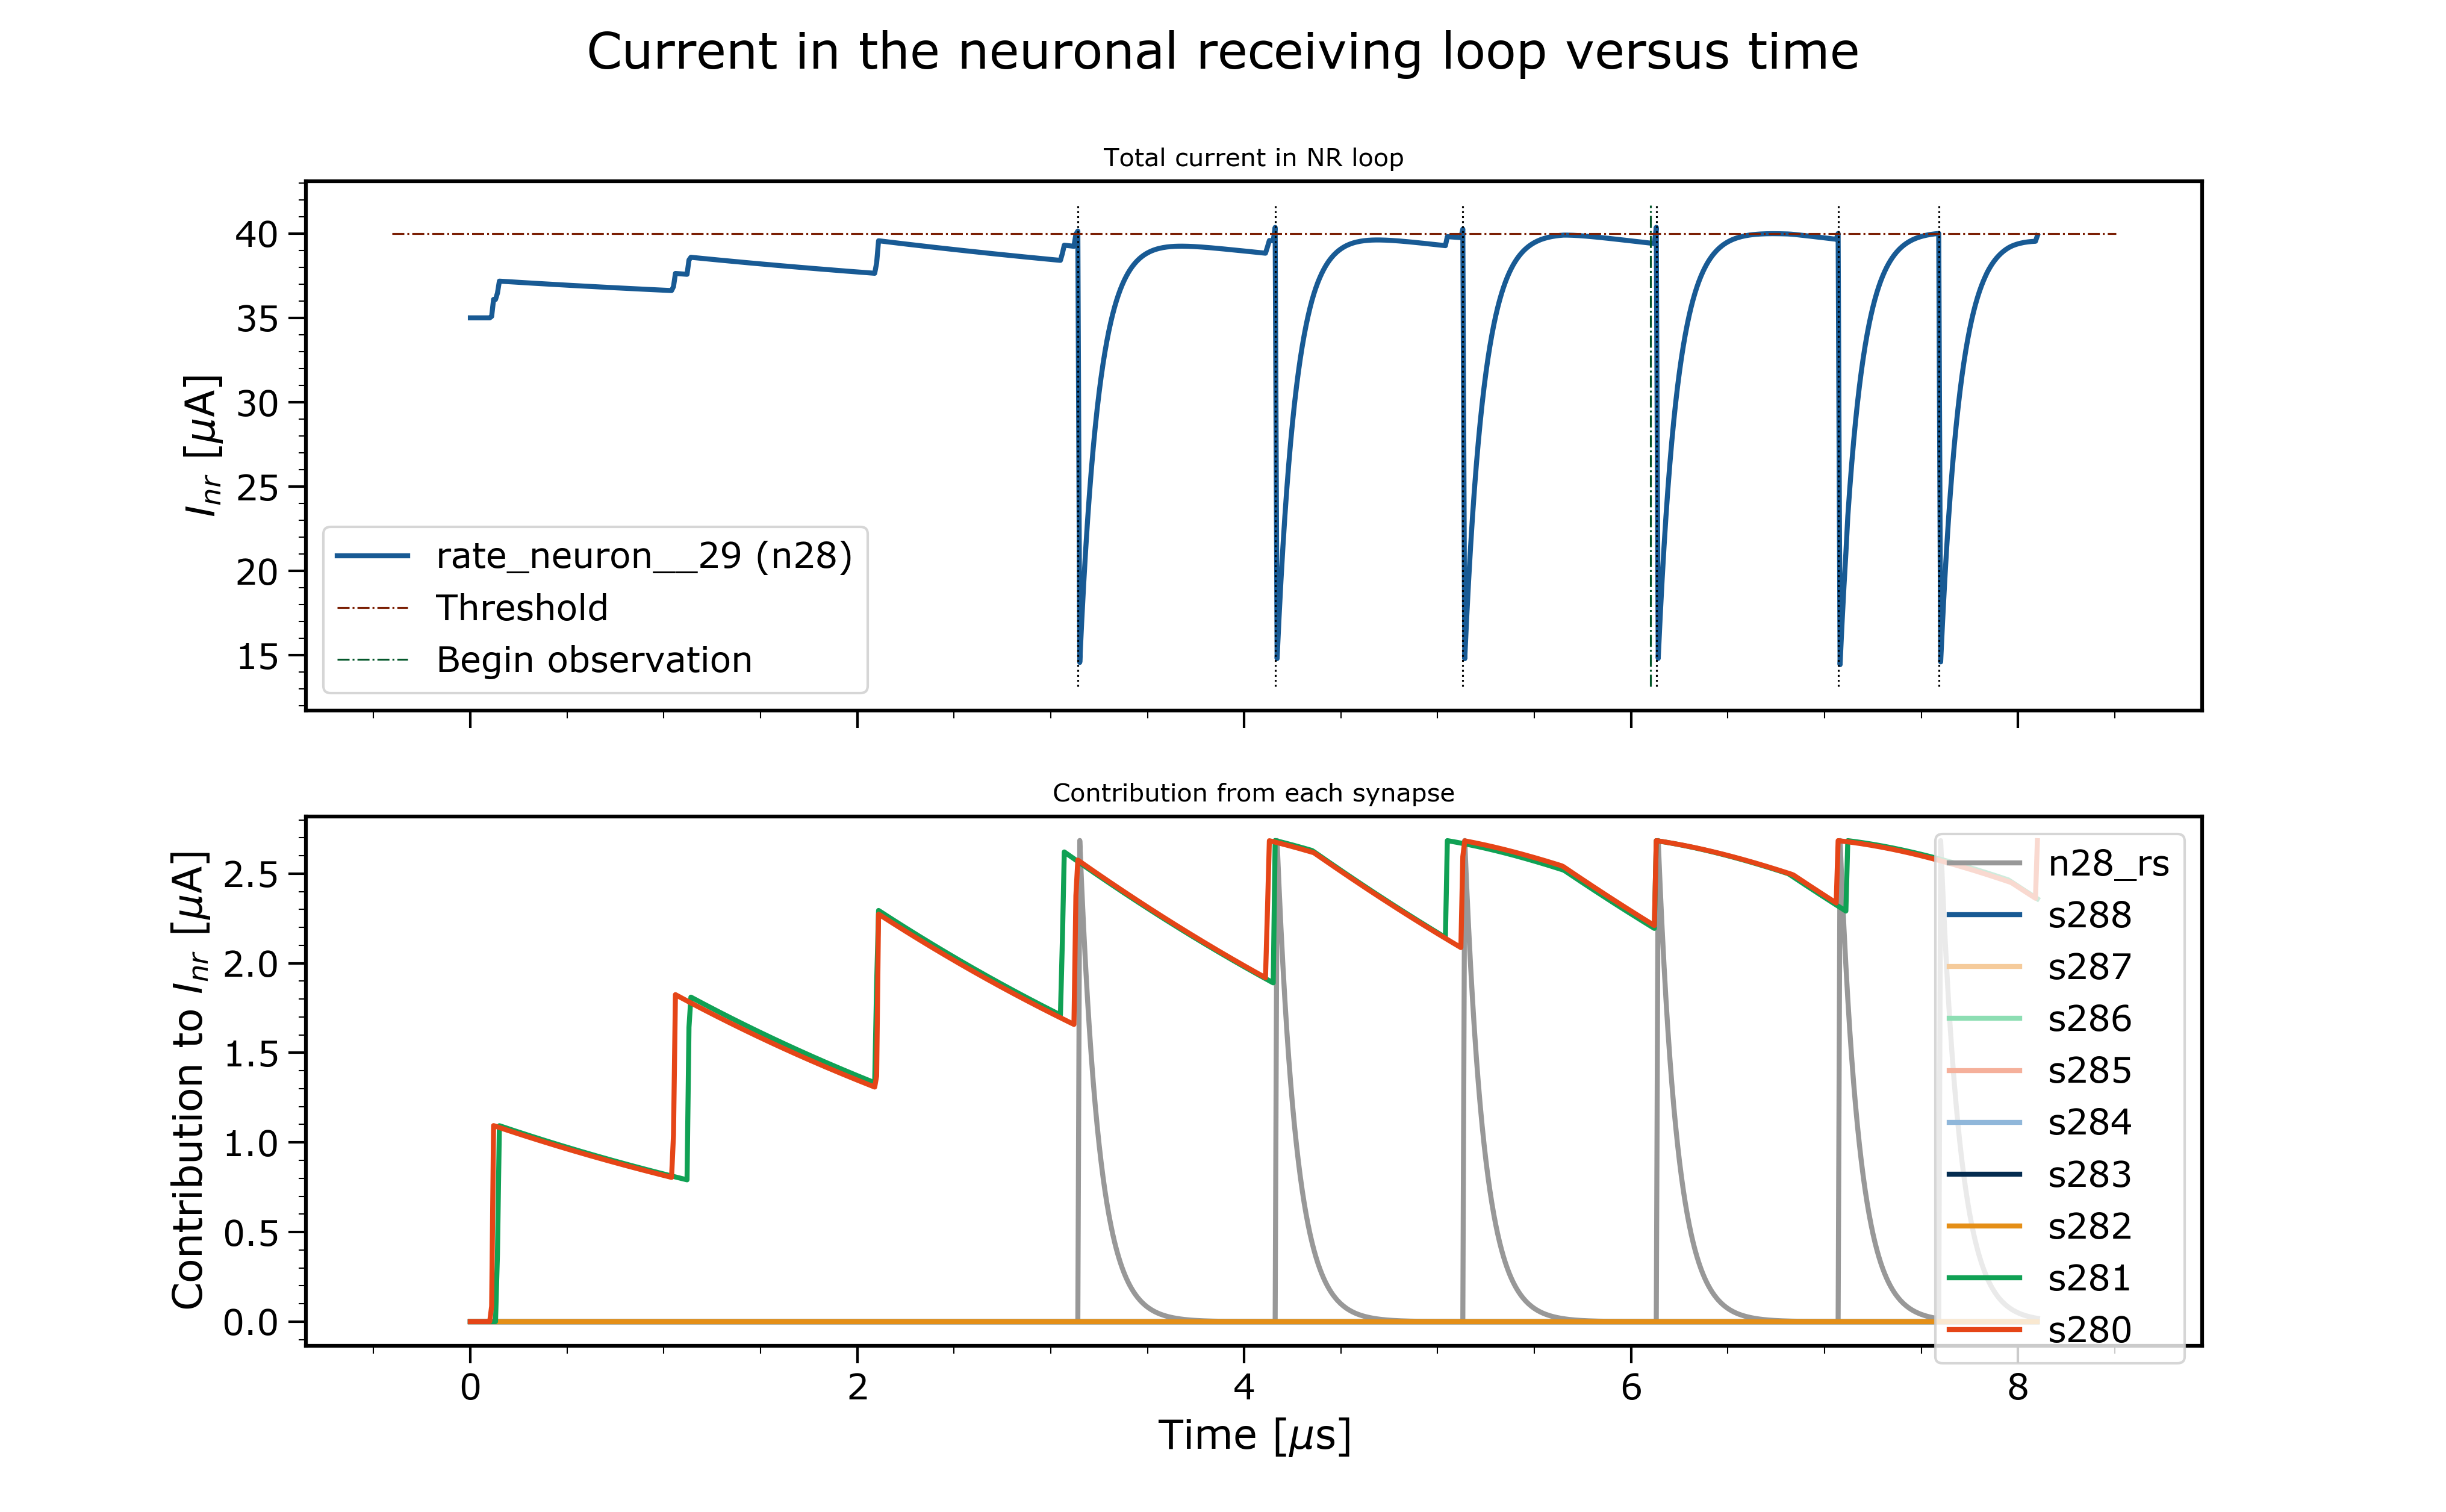 Current in the neuronal receiving loop versus time
Total current in NR loop
40
35
30
25
20
15
I_nr [μA]
rate_neuron__29 (n28)
Threshold
Begin observation
Contribution from each synapse
2.5
2.0
1.5
1.0
0.5
0.0
Contribution to I_nr [μA]
n28_rs
s288
s287
s286
s285
s284
s283
s282
s281
s280
0 2 4 6 8
Time [μs]